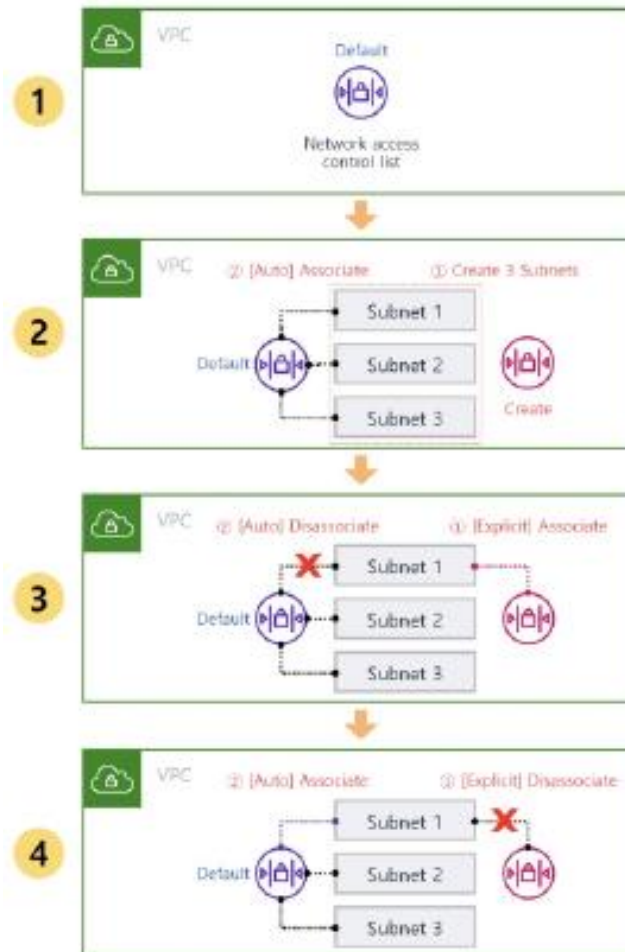 VPC
Default
1
Network access
control list
VPC
② [Auto] Associate
① Create 3 Subnets
Subnet 1
2
Default
Subnet 2
Create
Subnet 3
VPC
② [Auto] Disassociate
① [Explicit] Associate
Subnet 1
3
Default
Subnet 2
Subnet 3
VPC
② [Auto] Associate
① [Explicit] Disassociate
Subnet 1
4
Default
Subnet 2
Subnet 3